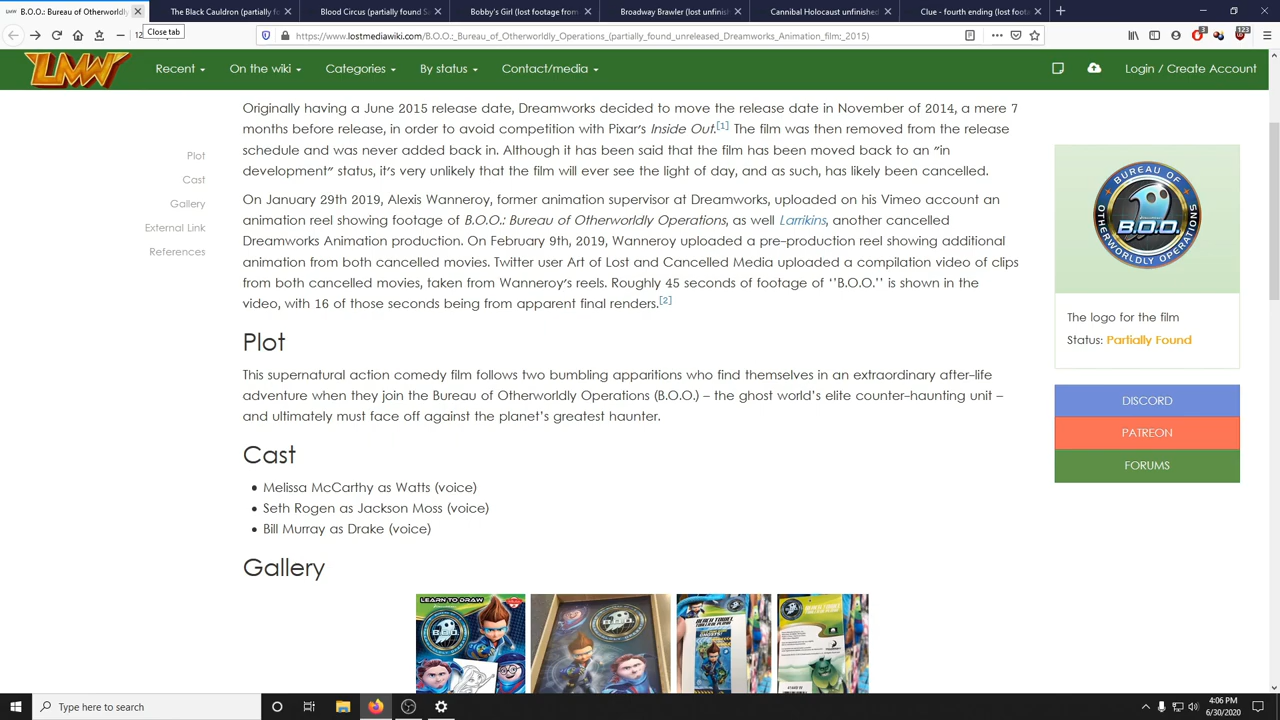 B.O.O.: Bureau of Otherworldly
The Black Cauldron (partially fo
Blood Circus (partially found S
Bobby's Girl (lost footage from
Broadway Brawler (lost unfinish
Cannibal Holocaust unfinished
Clue - fourth ending (lost foota
Close tab
https://www.lostmediawiki.com/B.O.O.:_Bureau_of_Otherworldly_Operations_(partially_found_unreleased_Dreamworks_Animation_film;_2015)
123
LMW
Recent
On the wiki
Categories
By status
Contact/media
Login / Create Account
Originally having a June 2015 release date, Dreamworks decided to move the release date in November of 2014, a mere 7
months before release, in order to avoid competition with Pixar's Inside Out.[1] The film was then removed from the release
schedule and was never added back in. Although it has been said that the film has been moved back to an "in
development" status, it's very unlikely that the film will ever see the light of day, and as such, has likely been cancelled.
On January 29th 2019, Alexis Wanneroy, former animation supervisor at Dreamworks, uploaded on his Vimeo account an
animation reel showing footage of B.O.O.: Bureau of Otherworldly Operations, as well Larrikins, another cancelled
Dreamworks Animation production. On February 9th, 2019, Wanneroy uploaded a pre-production reel showing additional
animation from both cancelled movies. Twitter user Art of Lost and Cancelled Media uploaded a compilation video of clips
from both cancelled movies, taken from Wanneroy's reels. Roughly 45 seconds of footage of ''B.O.O.'' is shown in the
video, with 16 of those seconds being from apparent final renders.[2]
Plot
Cast
Gallery
External Link
References
Plot
This supernatural action comedy film follows two bumbling apparitions who find themselves in an extraordinary after-life
adventure when they join the Bureau of Otherworldly Operations (B.O.O.) – the ghost world's elite counter-haunting unit –
and ultimately must face off against the planet's greatest haunter.
Cast
Melissa McCarthy as Watts (voice)
Seth Rogen as Jackson Moss (voice)
Bill Murray as Drake (voice)
Gallery
LEARN TO DRAW
B.O.O.
BUREAU OF
B.O.O.
OTHERWORLDLY OPERATIONS
The logo for the film
Status: Partially Found
DISCORD
PATREON
FORUMS
Type here to search
4:06 PM
6/30/2020